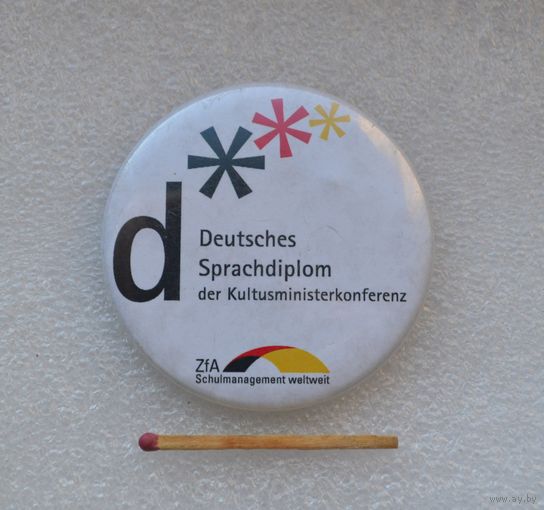 d
Deutsches
Sprachdiplom
der Kultusministerkonferenz
ZfA
Schulmanagement weltweit
www.ay.by